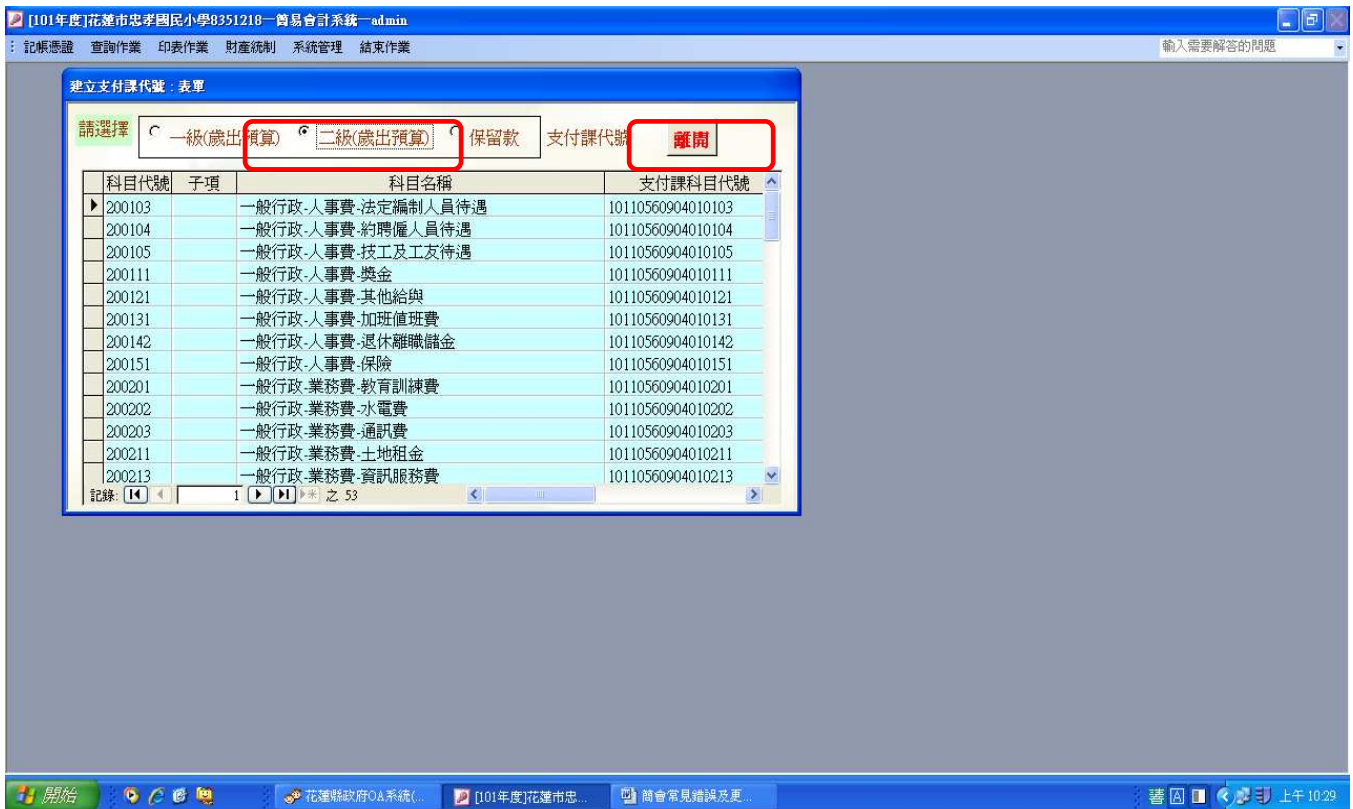 [101年度]花蓮市忠孝國民小學8351218--簡易會計系統--admin
記帳憑證 查詢作業 印表作業 財產統制 系統管理 結束作業 輸入需要解答的問題
建立支付課代號：表單
請選擇 一級(歲出預算) 二級(歲出預算) 保留款 支付課代號 離開
科目代號 子項 科目名稱 支付課科目代號
200103 一般行政-人事費-法定編制人員待遇 10110560904010103
200104 一般行政-人事費-約聘僱人員待遇 10110560904010104
200105 一般行政-人事費-技工及工友待遇 10110560904010105
200111 一般行政-人事費-獎金 10110560904010111
200121 一般行政-人事費-其他給與 10110560904010121
200131 一般行政-人事費-加班值班費 10110560904010131
200142 一般行政-人事費-退休離職儲金 10110560904010142
200151 一般行政-人事費-保險 10110560904010151
200201 一般行政-業務費-教育訓練費 10110560904010201
200202 一般行政-業務費-水電費 10110560904010202
200203 一般行政-業務費-通訊費 10110560904010203
200211 一般行政-業務費-土地租金 10110560904010211
200213 一般行政-業務費-資訊服務費 10110560904010213
記錄: 1 之 53
開始 花蓮縣政府OA系統(... [101年度]花蓮市忠... 簡會常見錯誤及更... A 上午 10:29